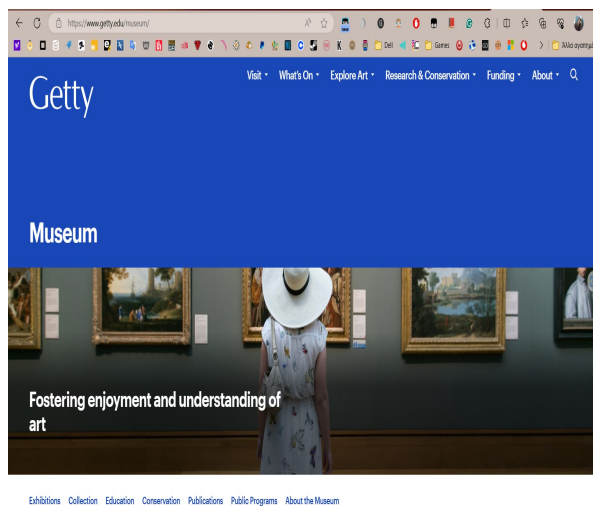 https://www.getty.edu/museum/
Dell
Games
Getty
Visit What's On Explore Art Research & Conservation Funding About
Museum
Fostering enjoyment and understanding of
art
Exhibitions Collection Education Conservation Publications Public Programs About the Museum